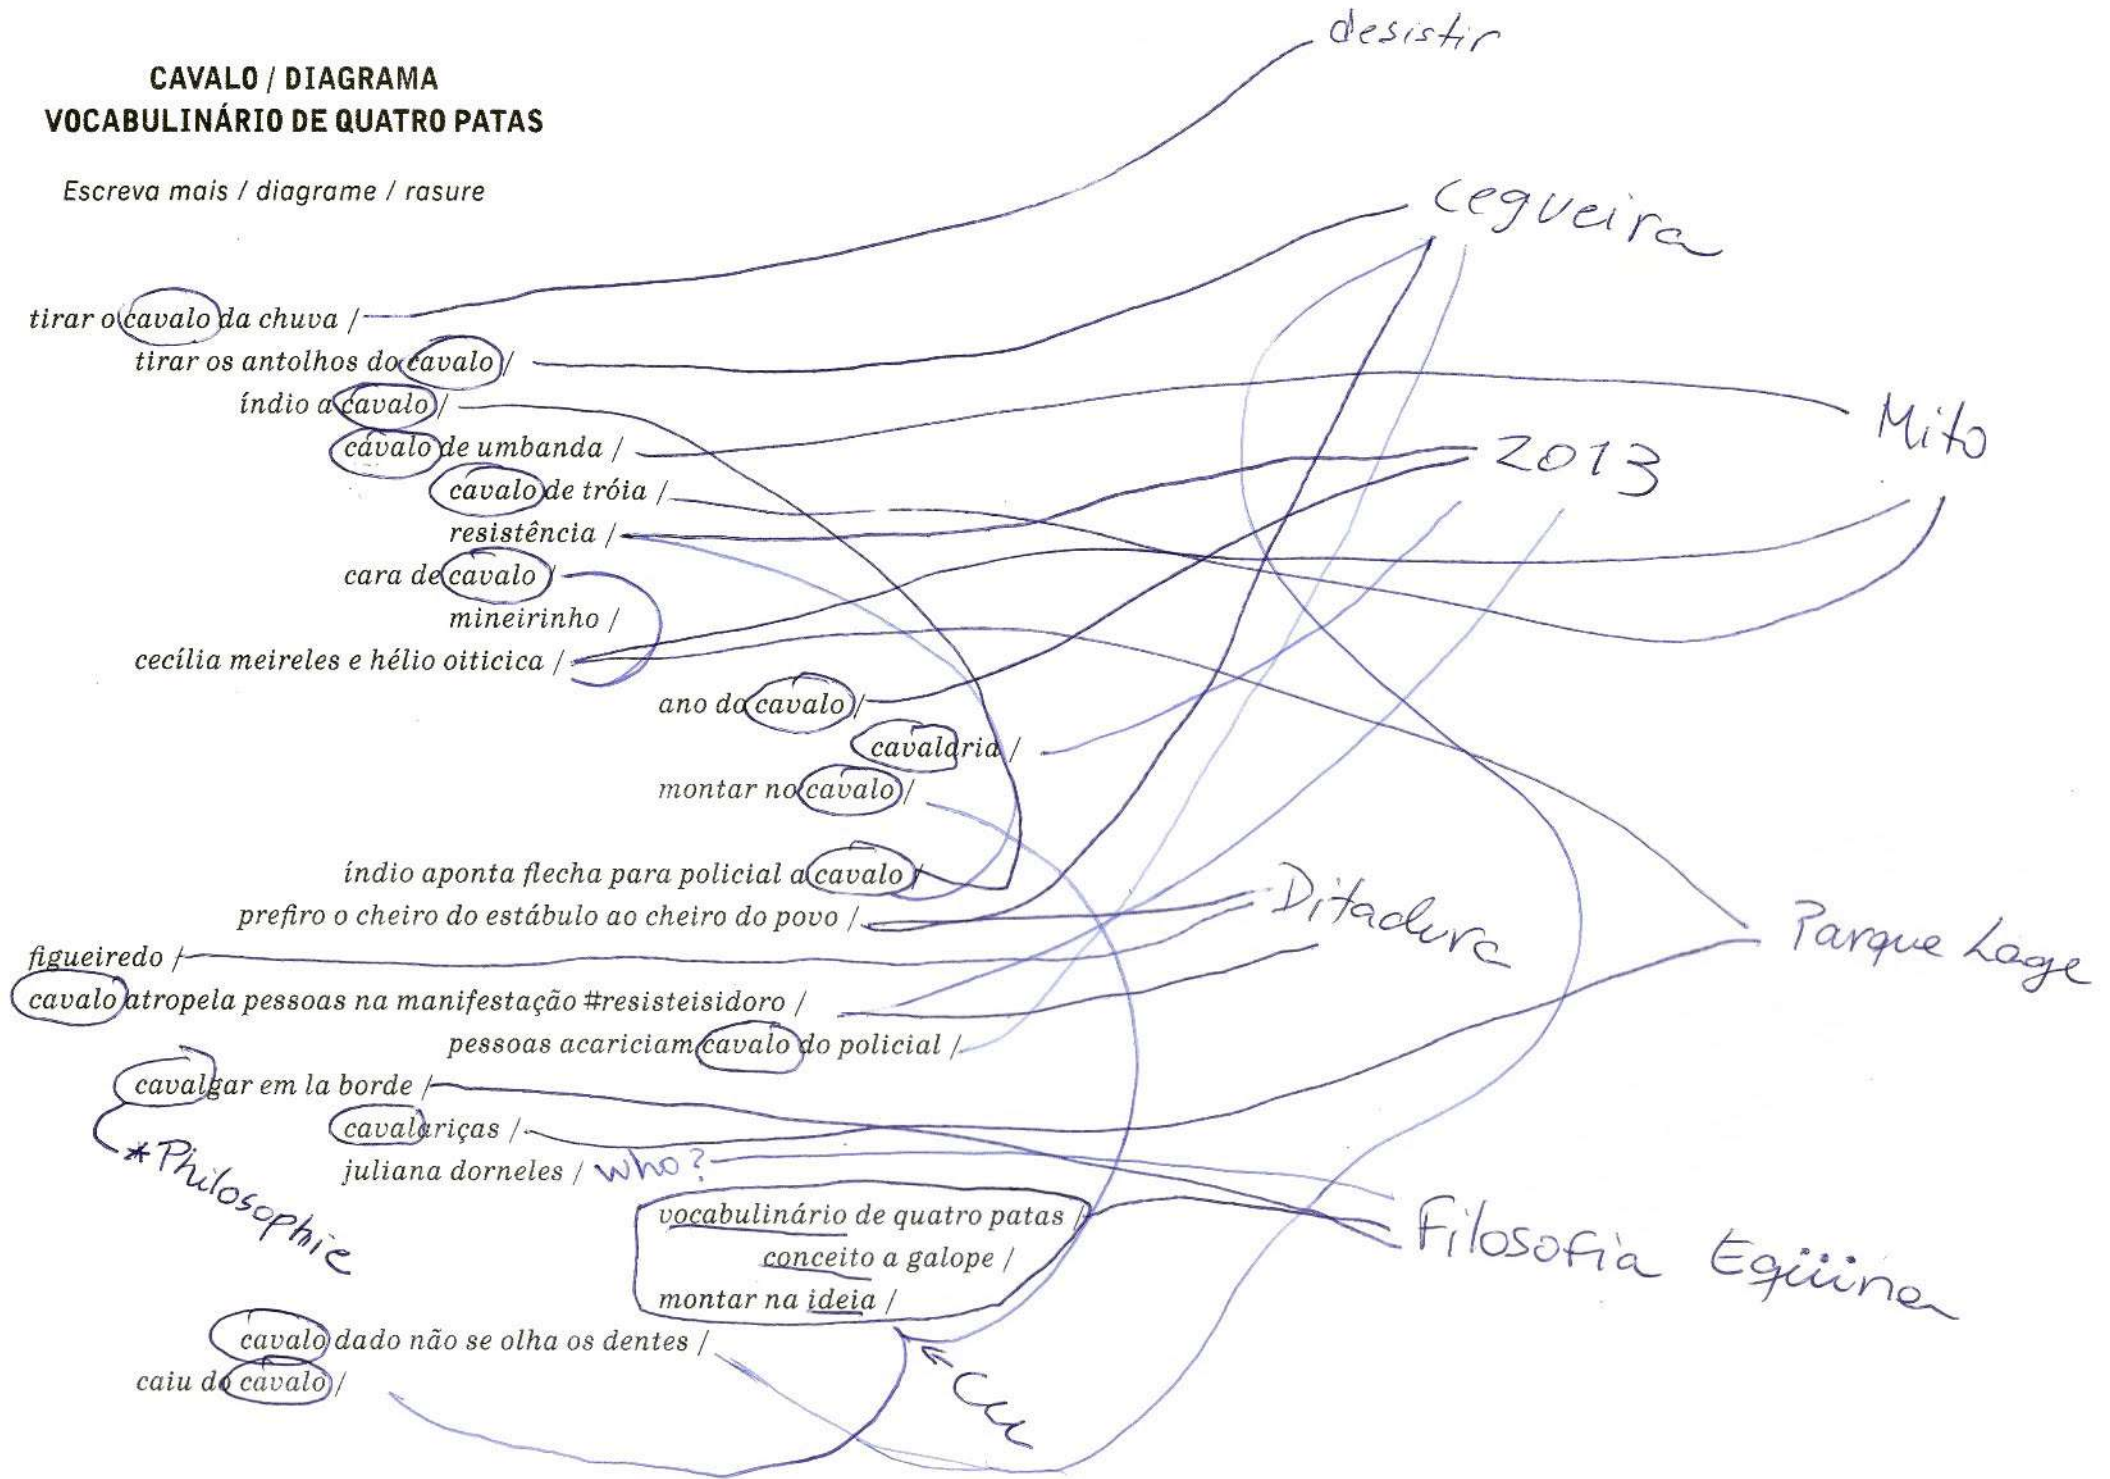 desistir
CAVALO / DIAGRAMA
VOCABULINÁRIO DE QUATRO PATAS
Escreva mais / diagrame / rasure
cegueira
tirar o cavalo da chuva /
tirar os antolhos do cavalo /
índio a cavalo /
Mito
cavalo de umbanda /
2013
cavalo de tróia /
resistência /
cara de cavalo /
mineirinho /
cecília meireles e hélio oiticica /
ano do cavalo /
cavalaria /
montar no cavalo /
índio aponta flecha para policial a cavalo /
Ditadura
prefiro o cheiro do estábulo ao cheiro do povo /
Parque Lage
figueiredo /
cavalo atropela pessoas na manifestação #resisteisidoro /
pessoas acariciam cavalo do policial /
cavalgar em la borde /
cavalariças /
*Philosophie
juliana dorneles / who?
vocabulinário de quatro patas /
Filosofia Eqüina
conceito a galope /
montar na ideia /
cavalo dado não se olha os dentes /
caiu do cavalo /
Cu